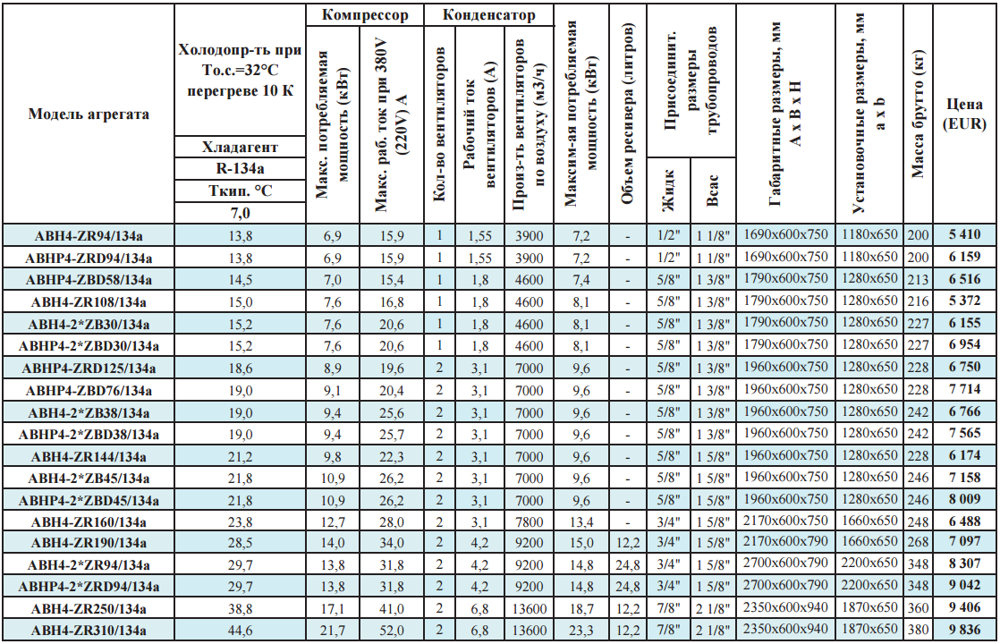 Модель агрегата
Холодопр-ть при
То.с.=32°С
перегреве 10 К
Хладагент
R-134a
Ткип. °С
7,0
Компрессор
Макс. потребляемая
мощность (кВт)
Макс. раб. ток при 380V
(220V) А
Конденсатор
Кол-во вентиляторов
Рабочий ток
вентиляторов (А)
Произ-ть вентиляторов
по воздуху (м3/ч)
Максим-ая потребляемая
мощность (кВт)
Объем ресивера (литров)
Присоединит.
размеры
трубопроводов
Жидк
Всас
Габаритные размеры, мм
А х В х Н
Установочные размеры, мм
a x b
Масса брутто (кг)
Цена
(EUR)
АВН4-ZR94/134a 13,8 6,9 15,9 1 1,55 3900 7,2 - 1/2" 1 1/8" 1690x600x750 1180x650 200 5 410
АВНР4-ZRD94/134a 13,8 6,9 15,9 1 1,55 3900 7,2 - 1/2" 1 1/8" 1690x600x750 1180x650 200 6 159
АВНР4-ZBD58/134a 14,5 7,0 15,4 1 1,8 4600 7,4 - 5/8" 1 3/8" 1790x600x750 1280x650 213 6 516
АВН4-ZR108/134a 15,0 7,6 16,8 1 1,8 4600 8,1 - 5/8" 1 3/8" 1790x600x750 1280x650 216 5 372
АВН4-2*ZB30/134a 15,2 7,6 20,6 1 1,8 4600 8,1 - 5/8" 1 3/8" 1790x600x750 1280x650 227 6 155
АВНР4-2*ZBD30/134a 15,2 7,6 20,6 1 1,8 4600 8,1 - 5/8" 1 3/8" 1790x600x750 1280x650 227 6 954
АВНР4-ZRD125/134a 18,6 8,9 19,6 2 3,1 7000 9,6 - 5/8" 1 3/8" 1960x600x750 1280x650 228 6 750
АВНР4-ZBD76/134a 19,0 9,1 20,4 2 3,1 7000 9,6 - 5/8" 1 3/8" 1960x600x750 1280x650 228 7 714
АВН4-2*ZB38/134a 19,0 9,4 25,6 2 3,1 7000 9,6 - 5/8" 1 3/8" 1960x600x750 1280x650 242 6 766
АВНР4-2*ZBD38/134a 19,0 9,4 25,7 2 3,1 7000 9,6 - 5/8" 1 3/8" 1960x600x750 1280x650 242 7 565
АВН4-ZR144/134a 21,2 9,8 22,3 2 3,1 7000 9,6 - 5/8" 1 3/8" 1960x600x750 1280x650 228 6 174
АВН4-2*ZB45/134a 21,8 10,9 26,2 2 3,1 7000 9,6 - 5/8" 1 3/8" 1960x600x750 1280x650 246 7 158
АВНР4-2*ZBD45/134a 21,8 10,9 26,2 2 3,1 7000 9,6 - 5/8" 1 3/8" 1960x600x750 1280x650 246 8 009
АВН4-ZR160/134a 23,8 12,7 28,0 2 3,1 7800 13,4 - 3/4" 1 5/8" 2170x600x750 1660x650 248 6 488
АВН4-ZR190/134a 28,5 14,0 34,0 2 4,2 9200 15,0 12,2 3/4" 1 5/8" 2170x600x790 1660x650 268 7 097
АВН4-2*ZR94/134a 29,7 13,8 31,8 2 4,2 9200 14,8 24,8 3/4" 1 5/8" 2700x600x790 2200x650 348 8 307
АВНР4-2*ZRD94/134a 29,7 13,8 31,8 2 4,2 9200 14,8 24,8 3/4" 1 5/8" 2700x700x790 2200x650 348 9 042
АВН4-ZR250/134a 38,8 17,1 41,0 2 6,8 13600 18,7 12,2 7/8" 2 1/8" 2350x600x940 1870x650 360 9 406
АВН4-ZR310/134a 44,6 21,7 52,0 2 6,8 13600 23,3 12,2 7/8" 2 1/8" 2350x600x940 1870x650 380 9 836